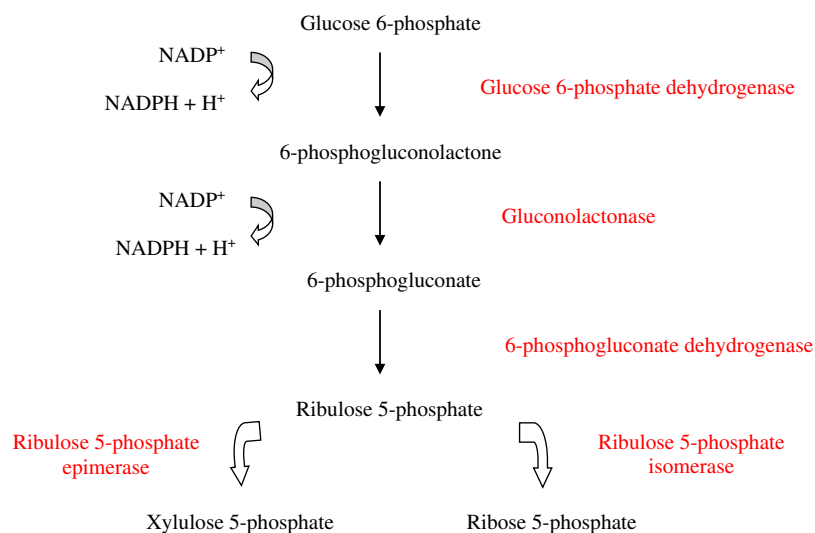 Glucose 6-phosphate
NADP⁺
Glucose 6-phosphate dehydrogenase
NADPH + H⁺
6-phosphogluconolactone
NADP⁺
Gluconolactonase
NADPH + H⁺
6-phosphogluconate
6-phosphogluconate dehydrogenase
Ribulose 5-phosphate
Ribulose 5-phosphate
epimerase
Ribulose 5-phosphate
isomerase
Xylulose 5-phosphate
Ribose 5-phosphate